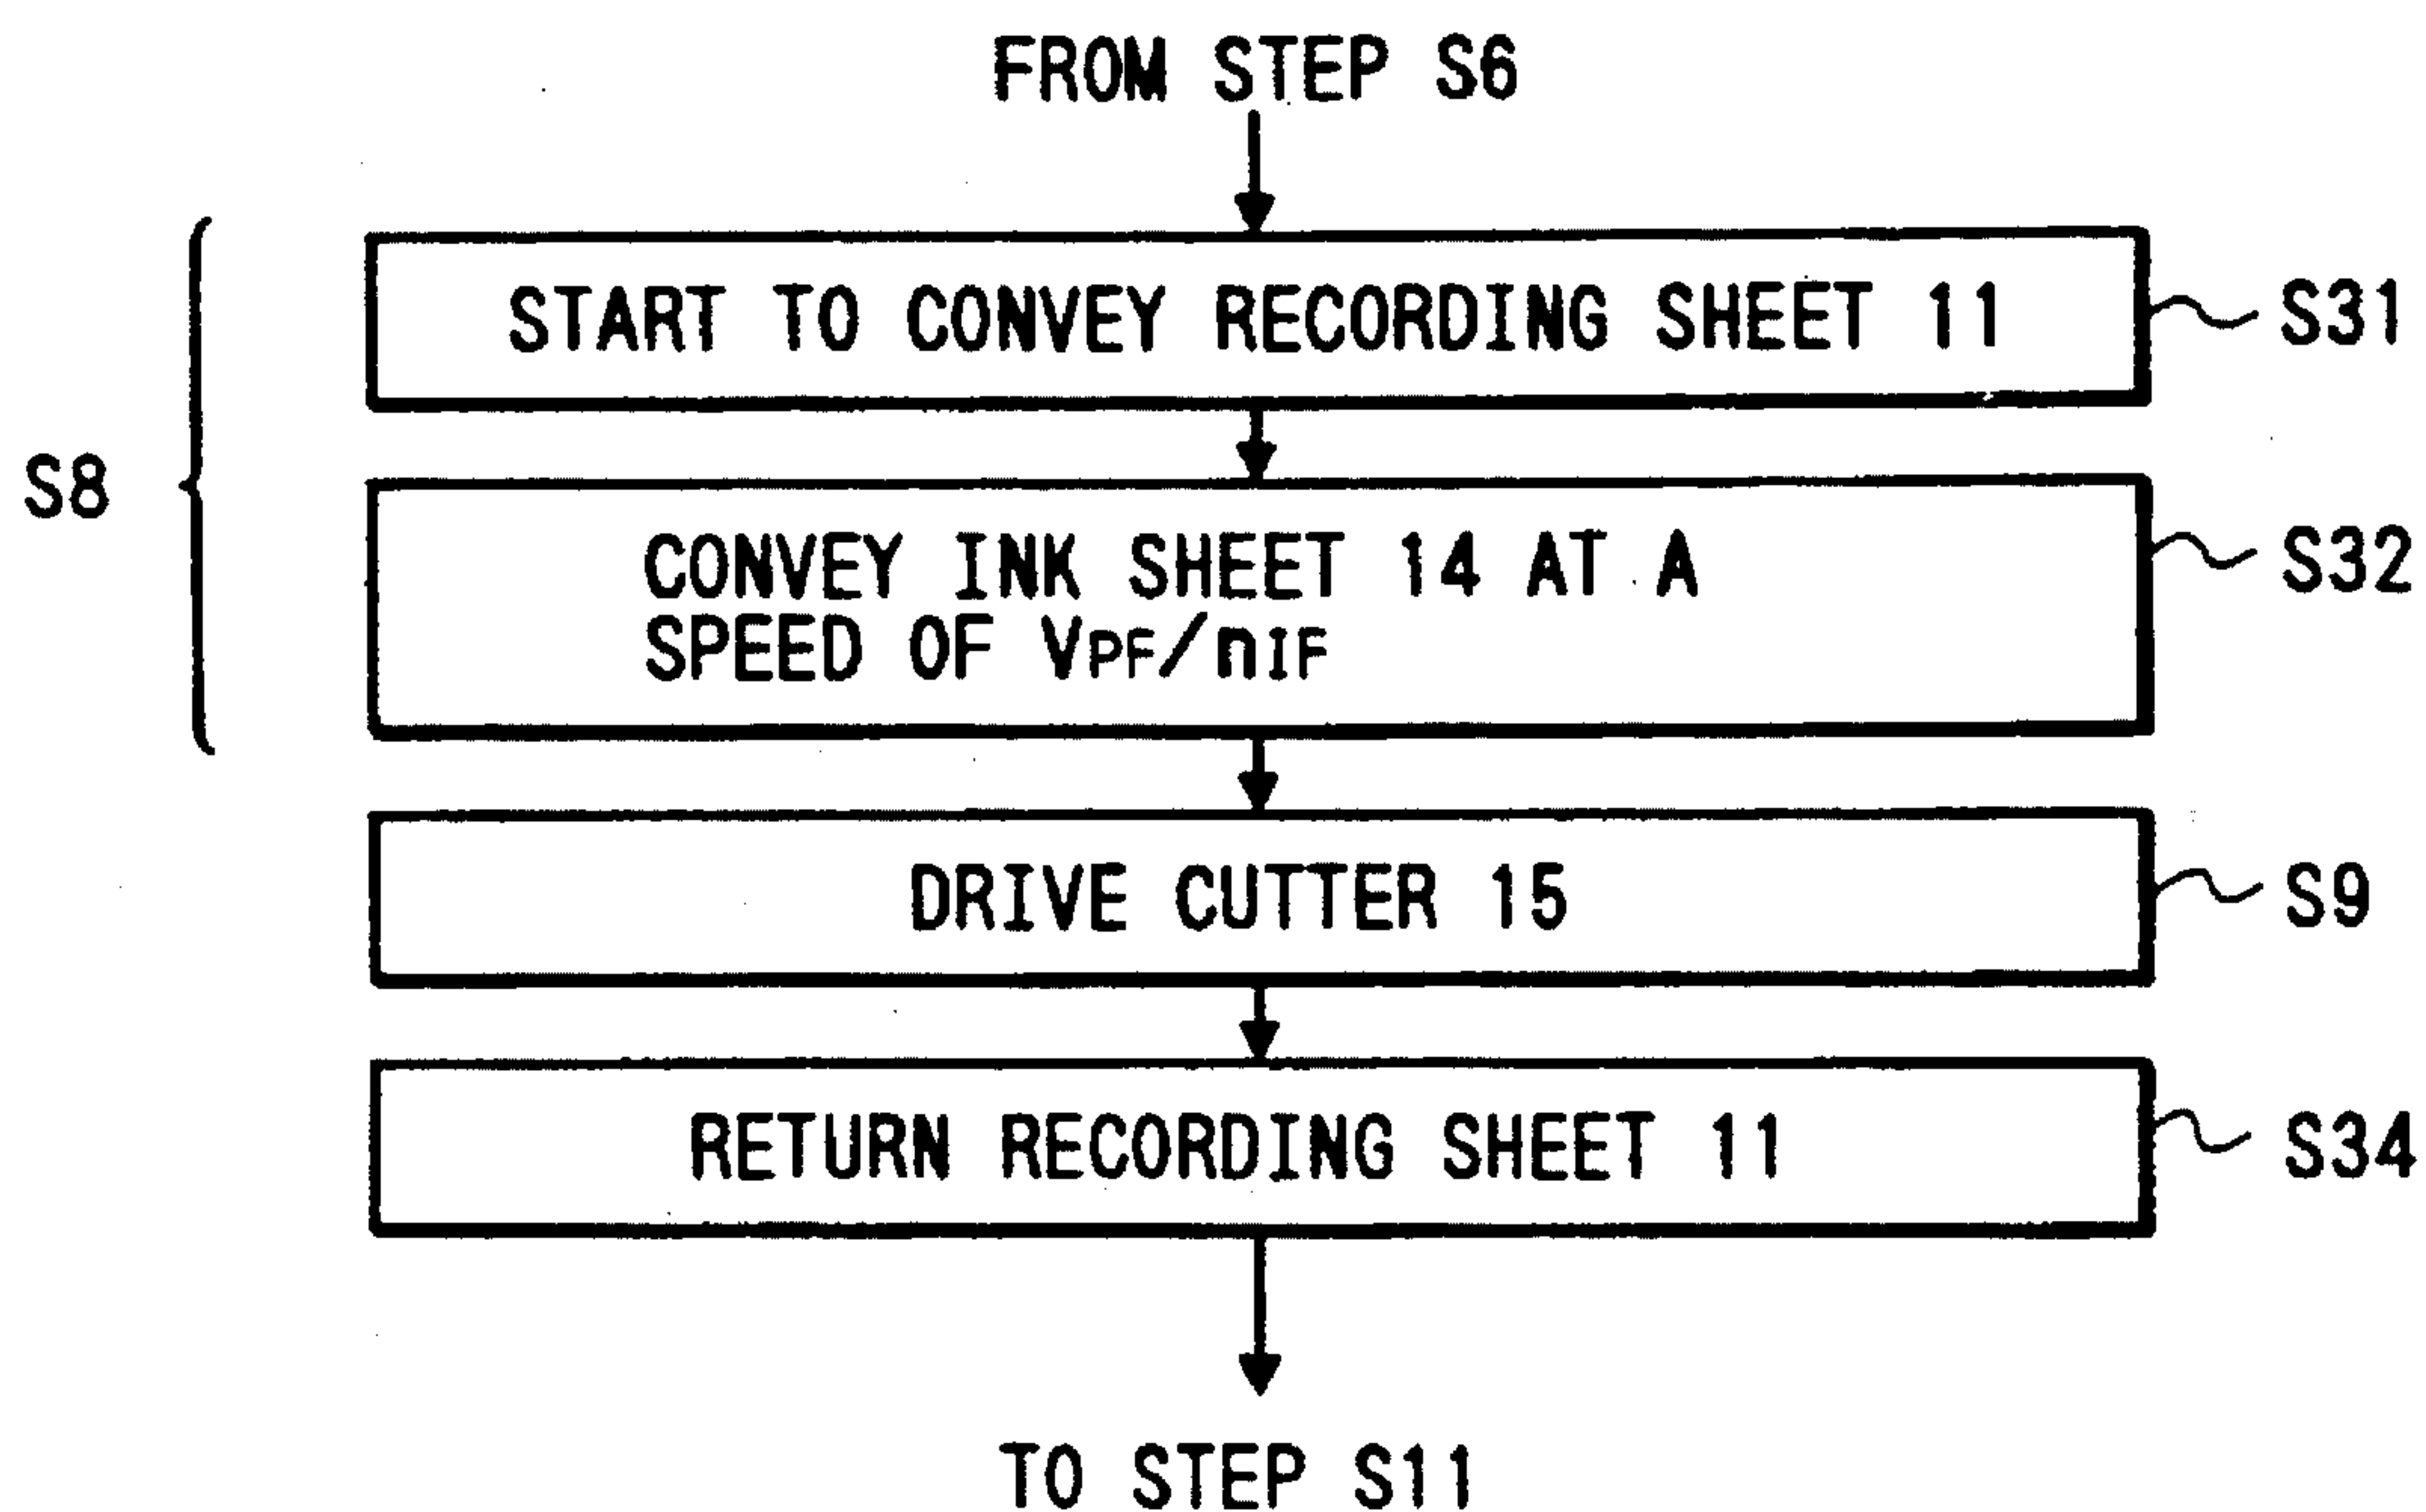 FROM STEP S6
START TO CONVEY RECORDING SHEET 11
S31
S8
CONVEY INK SHEET 14 AT A
SPEED OF VPF/nIF
S32
DRIVE CUTTER 15
S9
RETURN RECORDING SHEET 11
S34
TO STEP S11